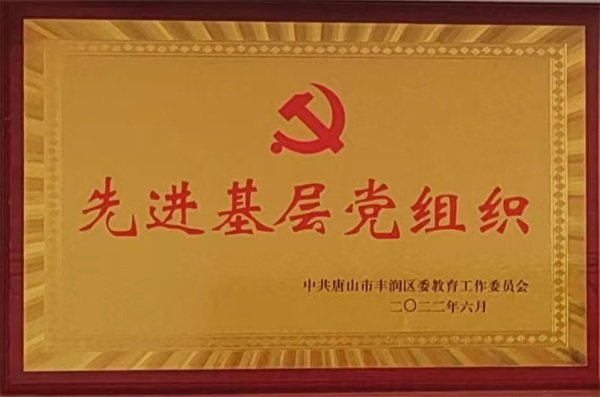 先进基层党组织
中共唐山市丰润区委教育工作委员会
二〇二二年六月